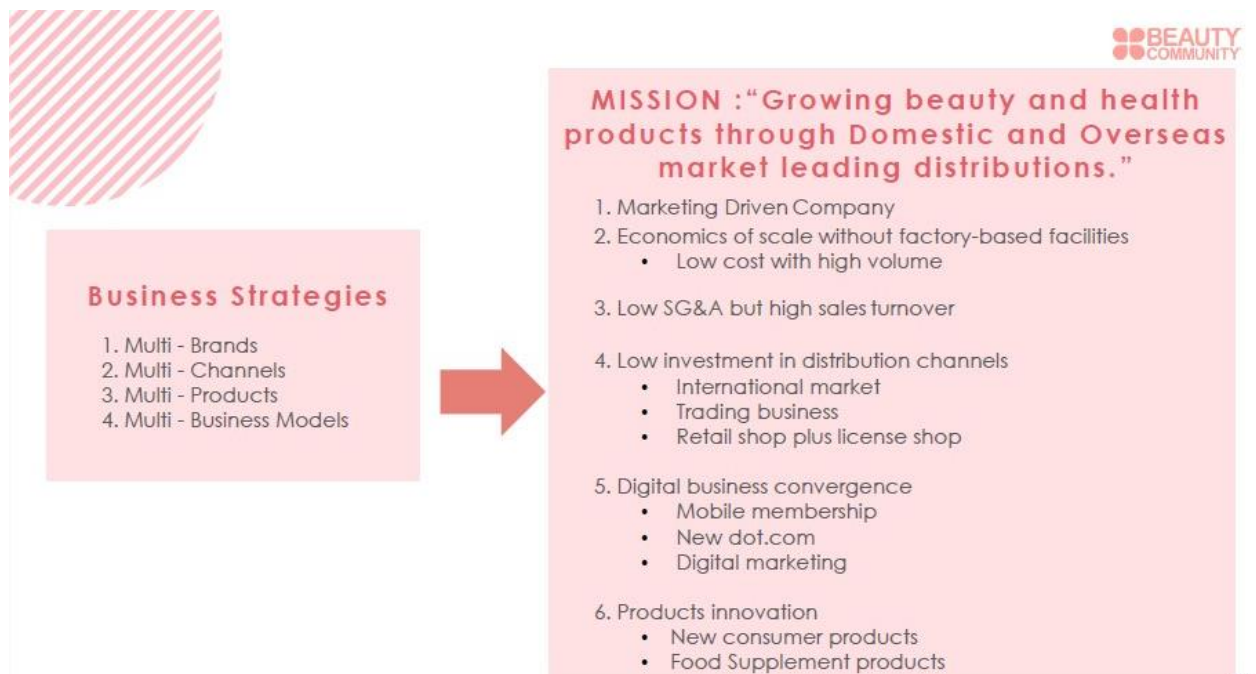 BEAUTY
COMMUNITY
Business Strategies
1. Multi - Brands
2. Multi - Channels
3. Multi - Products
4. Multi - Business Models
MISSION :“Growing beauty and health
products through Domestic and Overseas
market leading distributions.”
1. Marketing Driven Company
2. Economics of scale without factory-based facilities
• Low cost with high volume
3. Low SG&A but high sales turnover
4. Low investment in distribution channels
• International market
• Trading business
• Retail shop plus license shop
5. Digital business convergence
• Mobile membership
• New dot.com
• Digital marketing
6. Products innovation
• New consumer products
• Food Supplement products